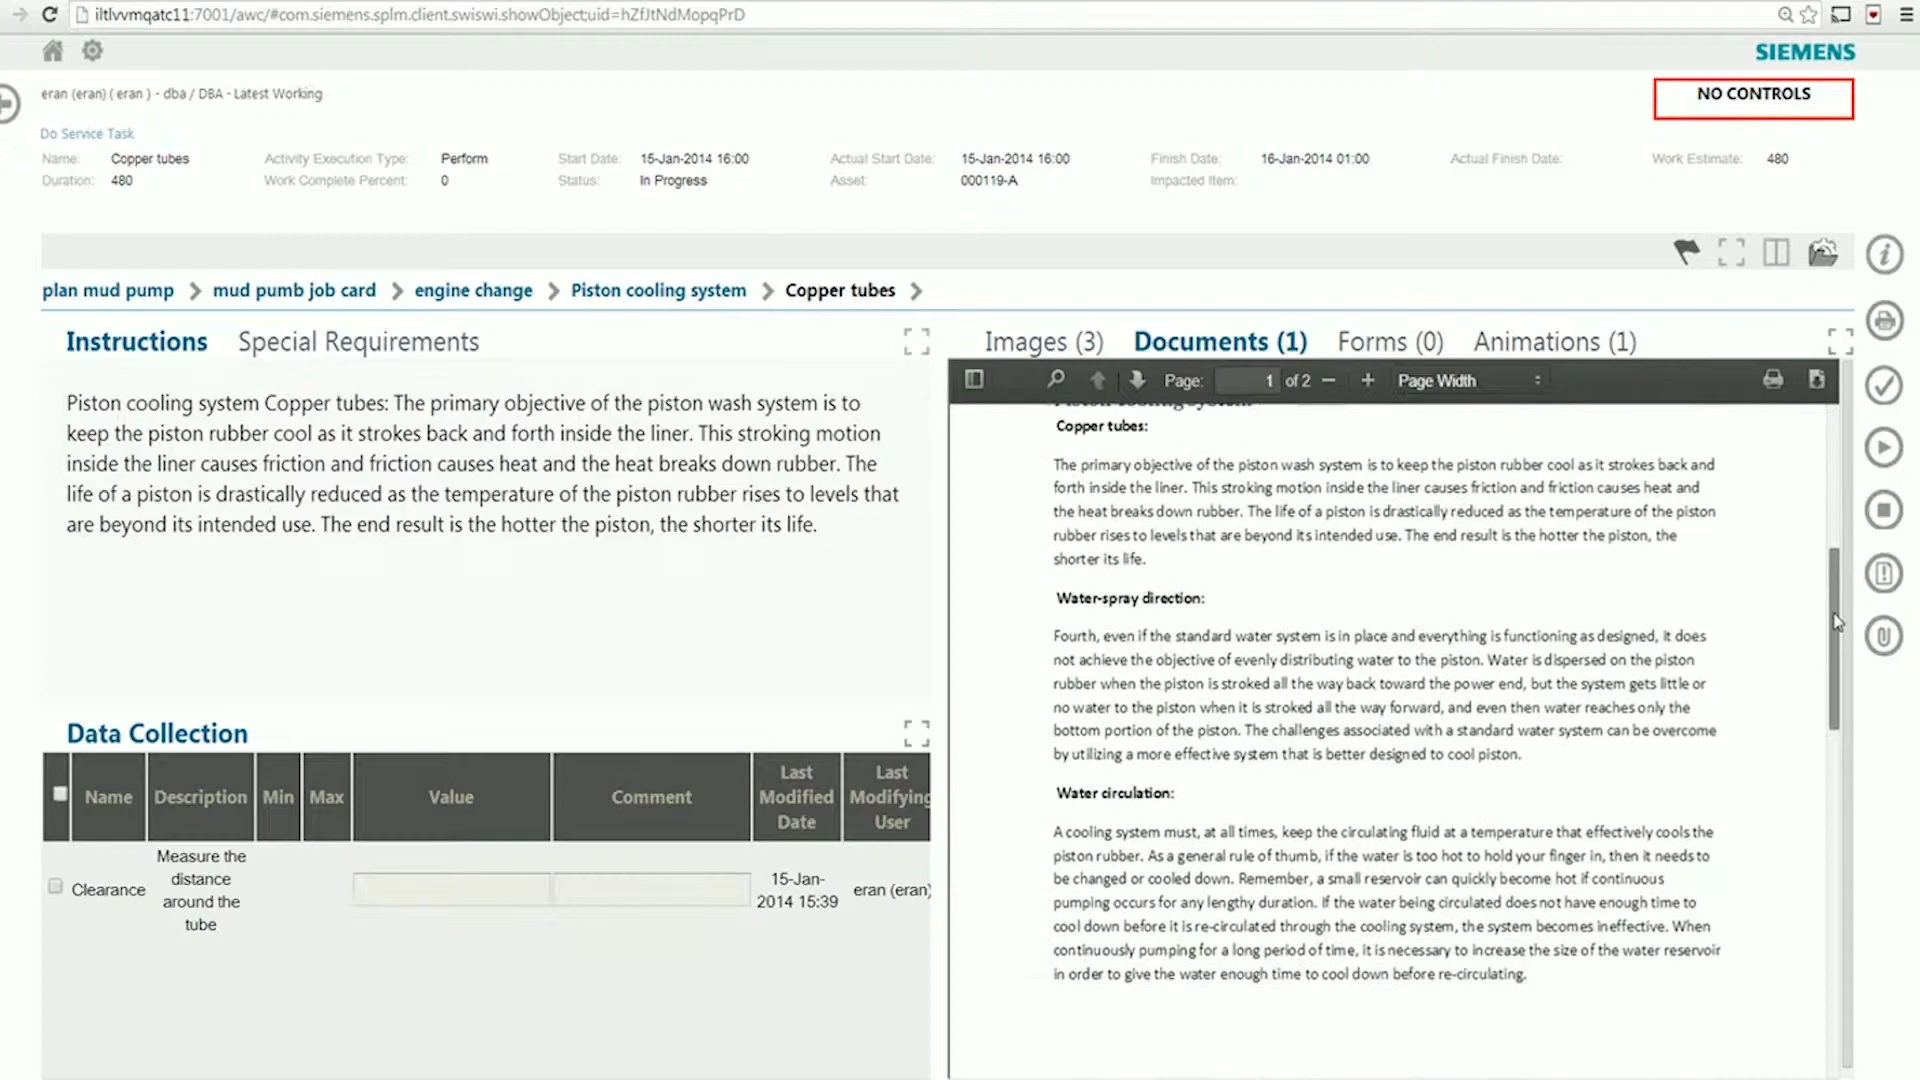 iltlvvmqatc11:7001/awc/#com.siemens.splm.client.swiswi.showObject;uid=hZfJtNdMopqPrD
SIEMENS
eran (eran) ( eran ) - dba / DBA - Latest Working
NO CONTROLS
Do Service Task
Name: Copper tubes Activity Execution Type: Perform Start Date: 15-Jan-2014 16:00 Actual Start Date: 15-Jan-2014 16:00 Finish Date: 16-Jan-2014 01:00 Actual Finish Date: Work Estimate: 480
Duration: 480 Work Complete Percent: 0 Status: In Progress Asset: 000119-A Impacted Item:
plan mud pump mud pumb job card engine change Piston cooling system Copper tubes
Instructions Special Requirements
Piston cooling system Copper tubes: The primary objective of the piston wash system is to
keep the piston rubber cool as it strokes back and forth inside the liner. This stroking motion
inside the liner causes friction and friction causes heat and the heat breaks down rubber. The
life of a piston is drastically reduced as the temperature of the piston rubber rises to levels that
are beyond its intended use. The end result is the hotter the piston, the shorter its life.
Data Collection
Name Description Min Max Value Comment Last Modified Date Last Modifying User
Clearance
Measure the
distance
around the
tube
15-Jan-
2014 15:39
eran (eran)
Images (3) Documents (1) Forms (0) Animations (1)
Page: 1 of 2 Page Width
Piston Cooling System
Copper tubes:
The primary objective of the piston wash system is to keep the piston rubber cool as it strokes back and
forth inside the liner. This stroking motion inside the liner causes friction and friction causes heat and
the heat breaks down rubber. The life of a piston is drastically reduced as the temperature of the piston
rubber rises to levels that are beyond its intended use. The end result is the hotter the piston, the
shorter its life.
Water-spray direction:
Fourth, even if the standard water system is in place and everything is functioning as designed, it does
not achieve the objective of evenly distributing water to the piston. Water is dispersed on the piston
rubber when the piston is stroked all the way back toward the power end, but the system gets little or
no water to the piston when it is stroked all the way forward, and even then water reaches only the
bottom portion of the piston. The challenges associated with a standard water system can be overcome
by utilizing a more effective system that is better designed to cool piston.
Water circulation:
A cooling system must, at all times, keep the circulating fluid at a temperature that effectively cools the
piston rubber. As a general rule of thumb, if the water is too hot to hold your finger in, then it needs to
be changed or cooled down. Remember, a small reservoir can quickly become hot if continuous
pumping occurs for any lengthy duration. If the water being circulated does not have enough time to
cool down before it is re-circulated through the cooling system, the system becomes ineffective. When
continuously pumping for a long period of time, it is necessary to increase the size of the water reservoir
in order to give the water enough time to cool down before re-circulating.